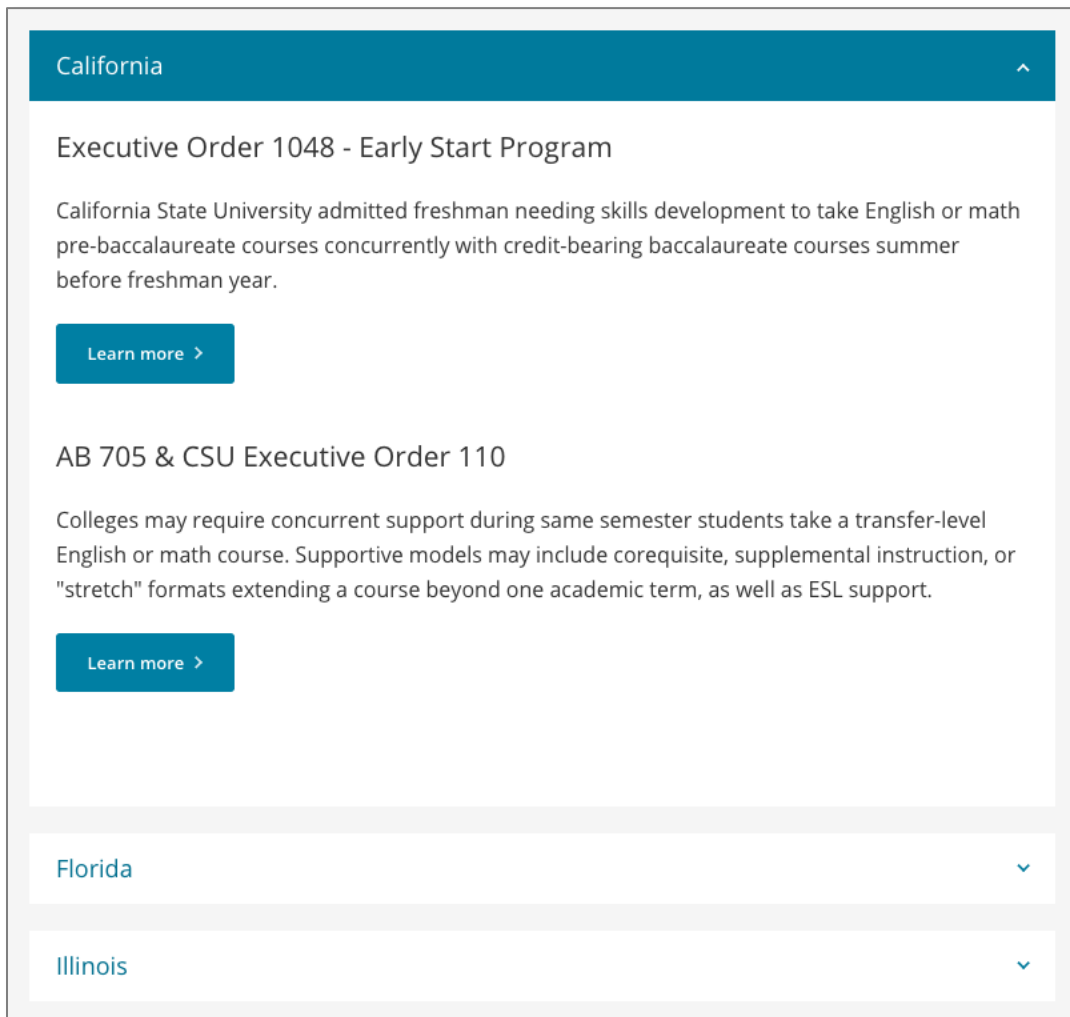 California
Executive Order 1048 - Early Start Program
California State University admitted freshman needing skills development to take English or math
pre-baccalaureate courses concurrently with credit-bearing baccalaureate courses summer
before freshman year.
Learn more
AB 705 & CSU Executive Order 110
Colleges may require concurrent support during same semester students take a transfer-level
English or math course. Supportive models may include corequisite, supplemental instruction, or
"stretch" formats extending a course beyond one academic term, as well as ESL support.
Learn more
Florida
Illinois